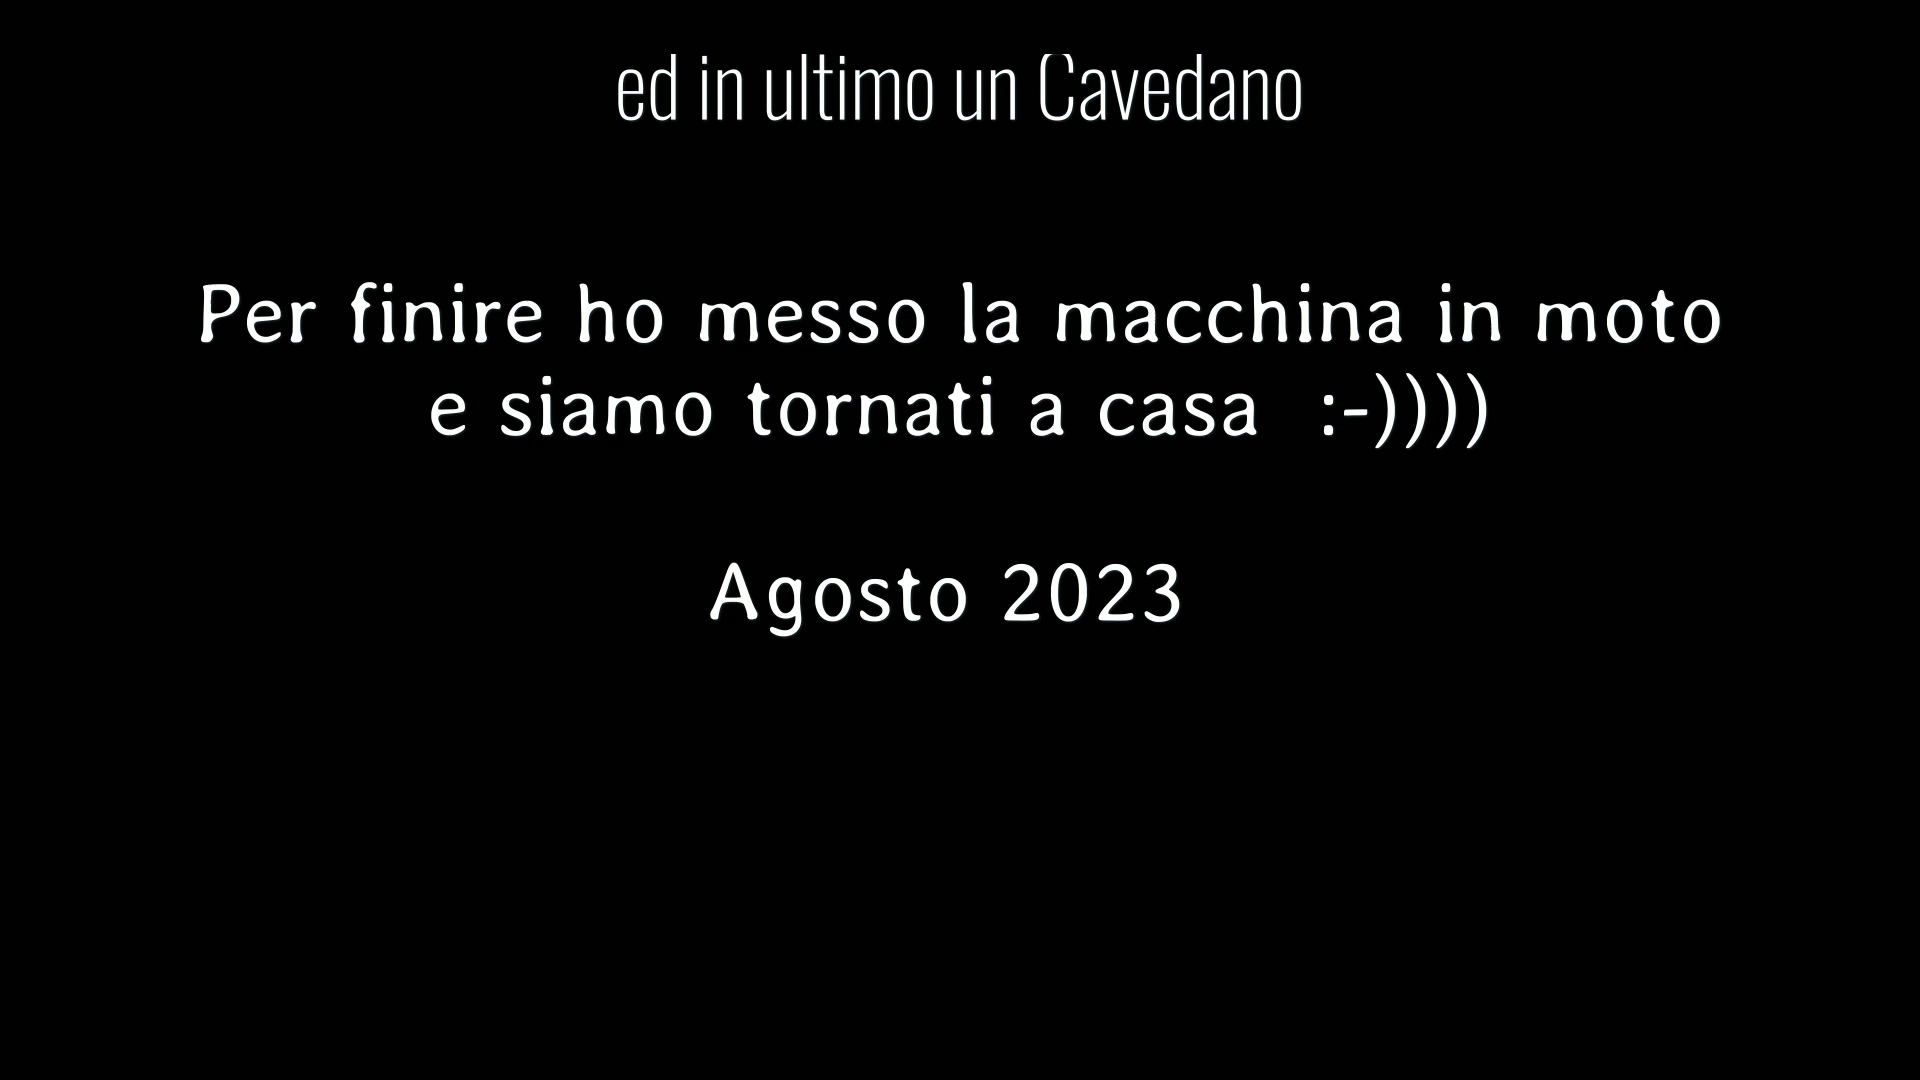 ed in ultimo un Cavedano
Per finire ho messo la macchina in moto
e siamo tornati a casa :-))))
Agosto 2023